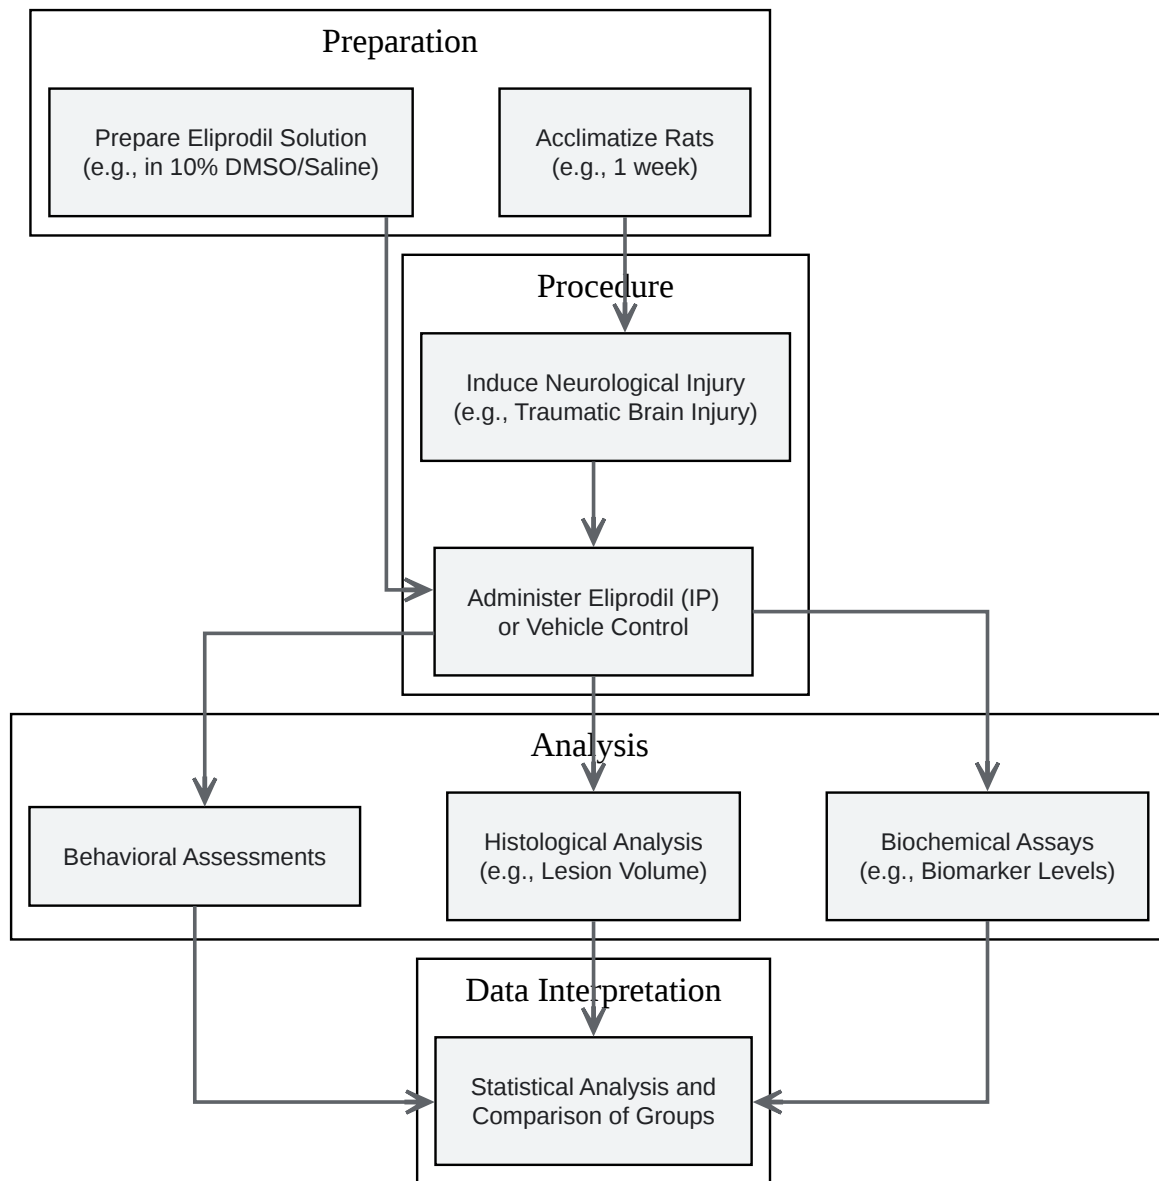 Preparation
Prepare Eliprodil Solution
(e.g., in 10% DMSO/Saline)
Acclimatize Rats
(e.g., 1 week)
Procedure
Induce Neurological Injury
(e.g., Traumatic Brain Injury)
Administer Eliprodil (IP)
or Vehicle Control
Analysis
Behavioral Assessments
Histological Analysis
(e.g., Lesion Volume)
Biochemical Assays
(e.g., Biomarker Levels)
Data Interpretation
Statistical Analysis and
Comparison of Groups